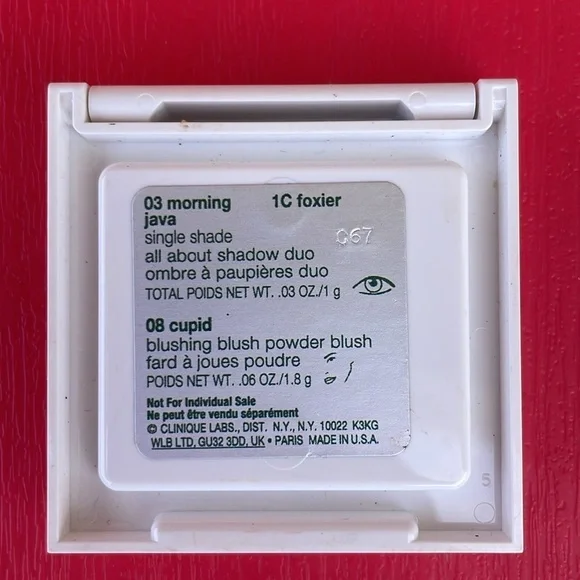 03 morning 1C foxier
java
single shade C67
all about shadow duo
ombre à paupières duo
TOTAL POIDS NET WT. .03 OZ./1 g
08 cupid
blushing blush powder blush
fard à joues poudre
POIDS NET WT. .06 OZ./1.8 g
Not For Individual Sale
Ne peut être vendu séparément
© CLINIQUE LABS., DIST. N.Y., N.Y. 10022 K3KG
WLB LTD, GU32 3DD, UK • PARIS MADE IN U.S.A.
5